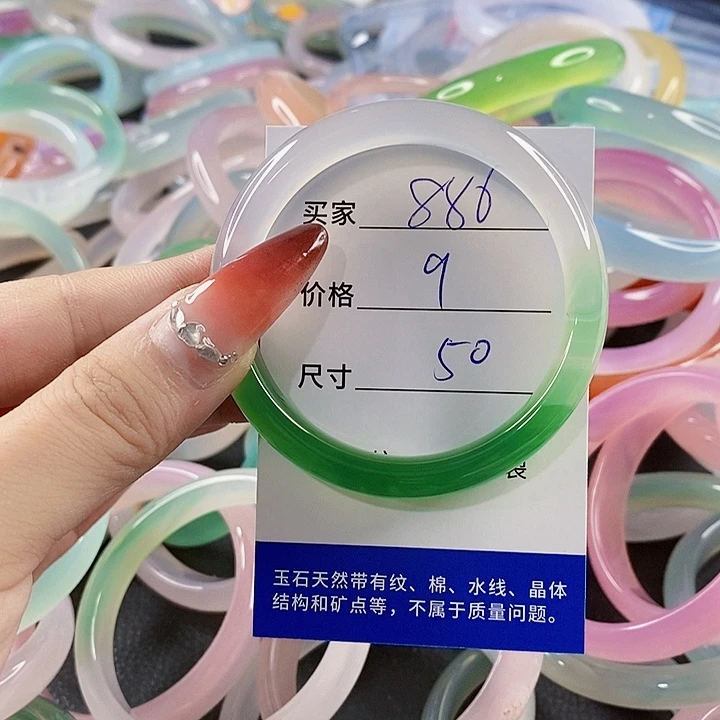 买家 886
价格 9
尺寸 50
玉石天然带有纹、棉、水线、晶体
结构和矿点等，不属于质量问题。